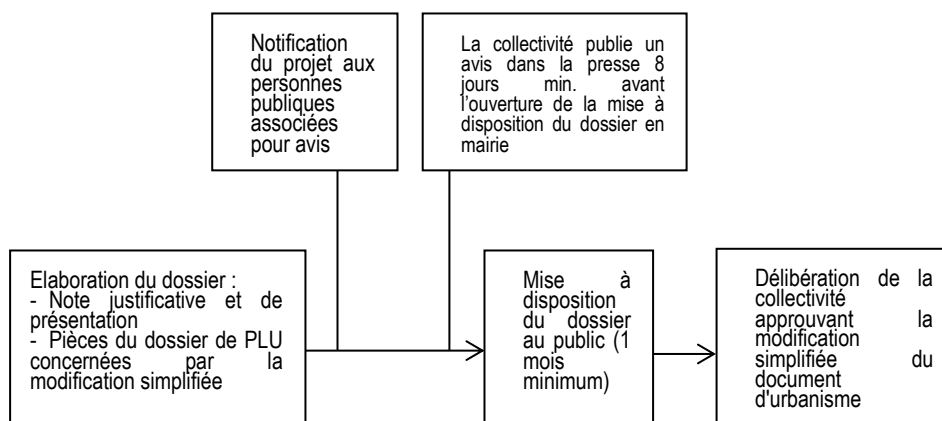 Notification
du projet aux
personnes
publiques
associées
pour avis
La collectivité publie un
avis dans la presse 8
jours min. avant
l'ouverture de la mise à
disposition du dossier en
mairie
Elaboration du dossier :
- Note justificative et de
présentation
- Pièces du dossier de PLU
concernées par la
modification simplifiée
Mise à
disposition
du dossier
au public (1
mois
minimum)
Délibération de la
collectivité
approuvant la
modification
simplifiée du
document
d'urbanisme